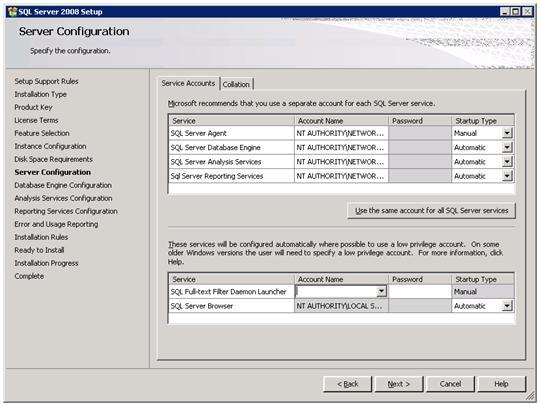 SQL Server 2008 Setup
Server Configuration
Specify the configuration.
Setup Support Rules
Installation Type
Product Key
License Terms
Feature Selection
Instance Configuration
Disk Space Requirements
Server Configuration
Database Engine Configuration
Analysis Services Configuration
Reporting Services Configuration
Error and Usage Reporting
Installation Rules
Ready to Install
Installation Progress
Complete
Service Accounts Collation
Microsoft recommends that you use a separate account for each SQL Server service.
Service Account Name Password Startup Type
SQL Server Agent NT AUTHORITY\NETWOR... Manual
SQL Server Database Engine NT AUTHORITY\NETWOR... Automatic
SQL Server Analysis Services NT AUTHORITY\NETWOR... Automatic
Sql Server Reporting Services NT AUTHORITY\NETWOR... Automatic
Use the same account for all SQL Server services
These services will be configured automatically where possible to use a low privilege account. On some
older Windows versions the user will need to specify a low privilege account. For more information, click
Help.
Service Account Name Password Startup Type
SQL Full-text Filter Daemon Launcher Manual
SQL Server Browser NT AUTHORITY\LOCAL S... Automatic
< Back Next > Cancel Help